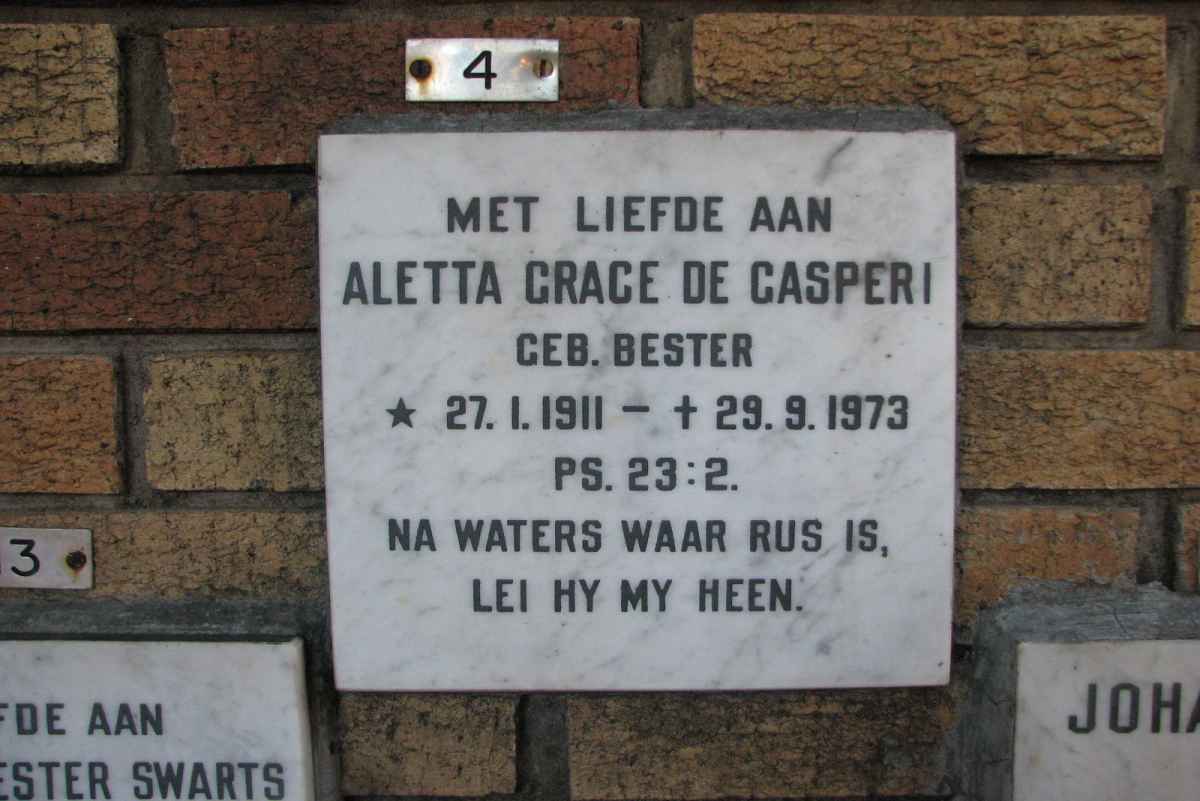 4
MET LIEFDE AAN
ALETTA GRACE DE GASPERI
GEB. BESTER
★ 27.1.1911 – ✝ 29.9.1973
PS. 23:2.
NA WATERS WAAR RUS IS,
LEI HY MY HEEN.
13
FDE AAN
ESTER SWARTS
JOHA